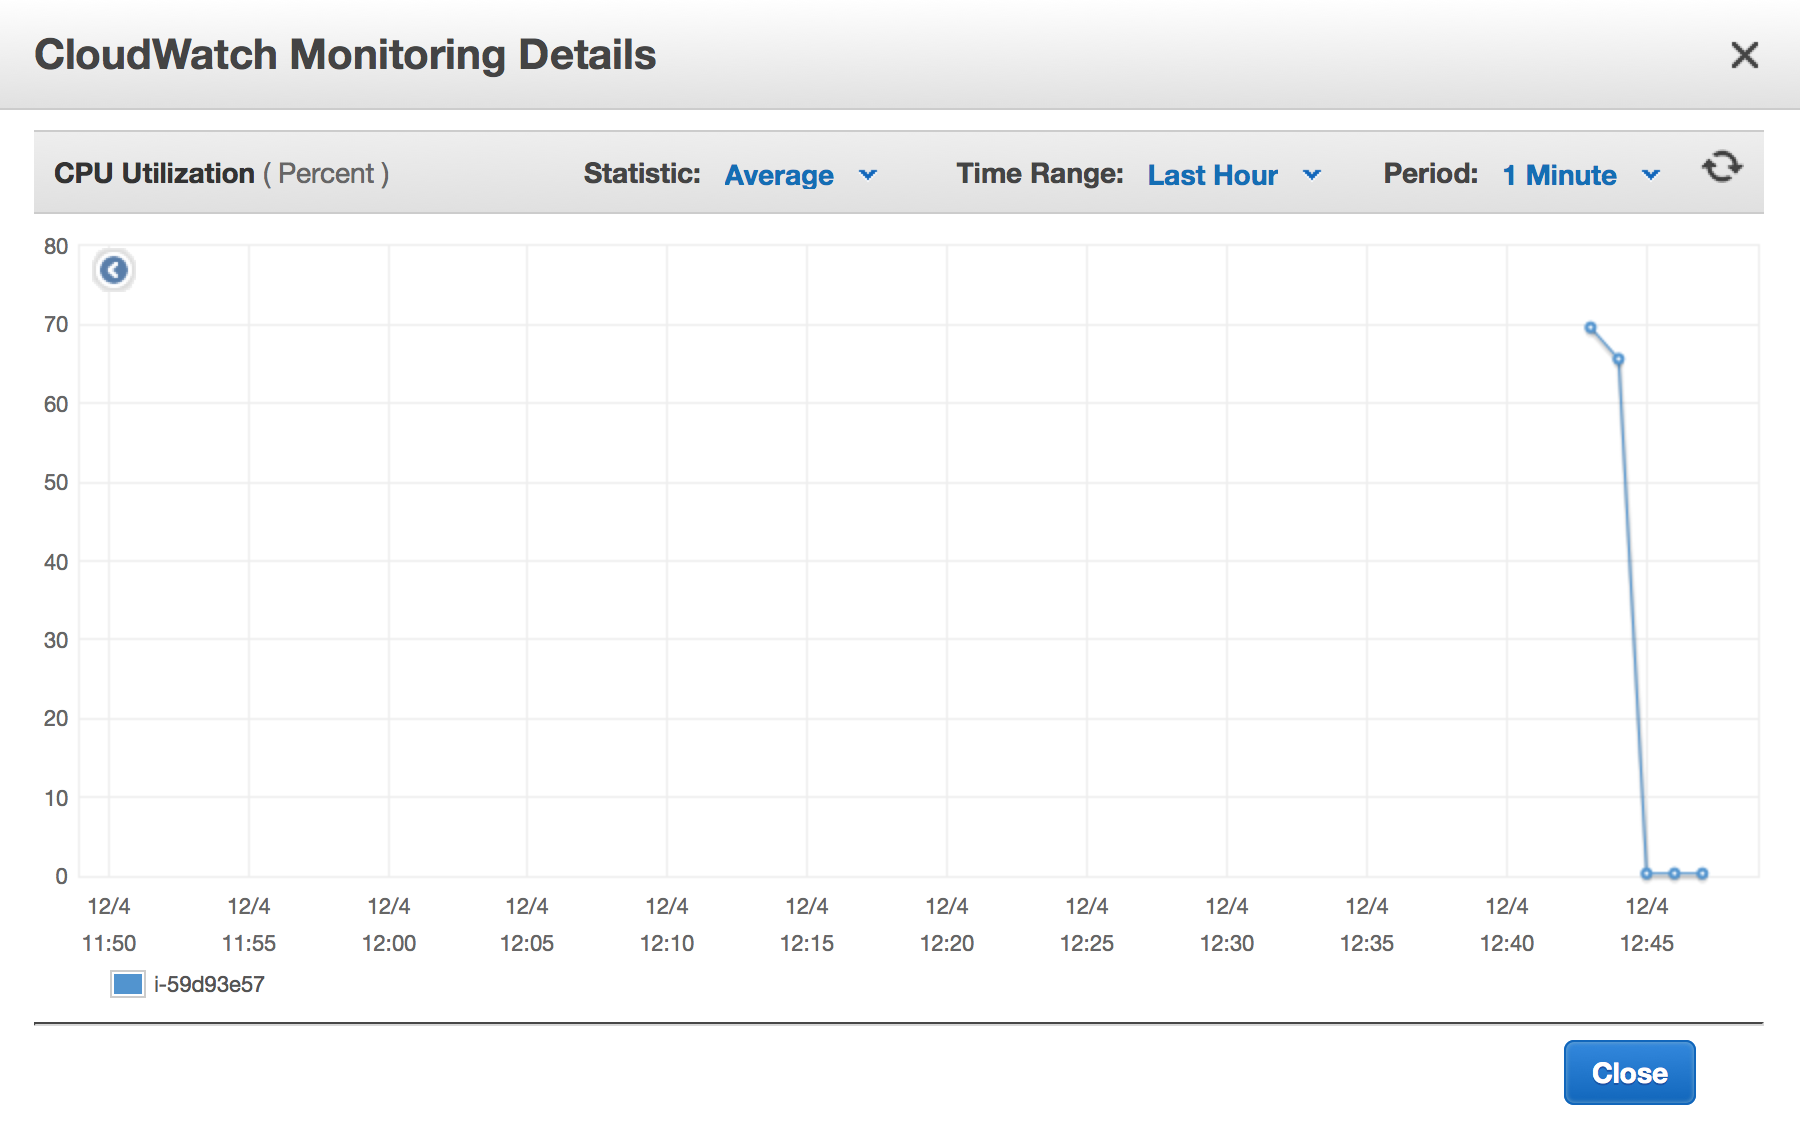 CloudWatch Monitoring Details
CPU Utilization ( Percent ) Statistic: Average Time Range: Last Hour Period: 1 Minute
80
70
60
50
40
30
20
10
0
12/4 12/4 12/4 12/4 12/4 12/4 12/4 12/4 12/4 12/4 12/4 12/4
11:50 11:55 12:00 12:05 12:10 12:15 12:20 12:25 12:30 12:35 12:40 12:45
i-59d93e57
Close